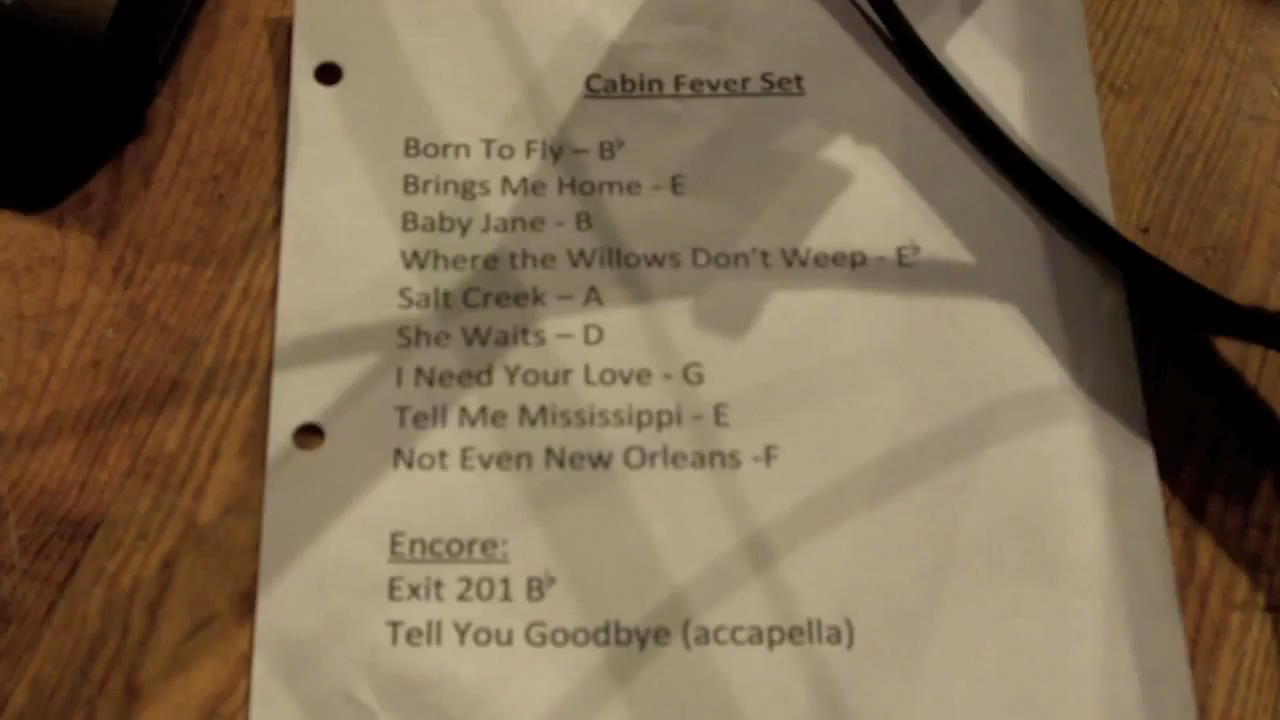 Cabin Fever Set
Born To Fly – B♭
Brings Me Home - E
Baby Jane - B
Where the Willows Don't Weep - E♭
Salt Creek – A
She Waits – D
I Need Your Love - G
Tell Me Mississippi - E
Not Even New Orleans -F
Encore:
Exit 201 B♭
Tell You Goodbye (accapella)